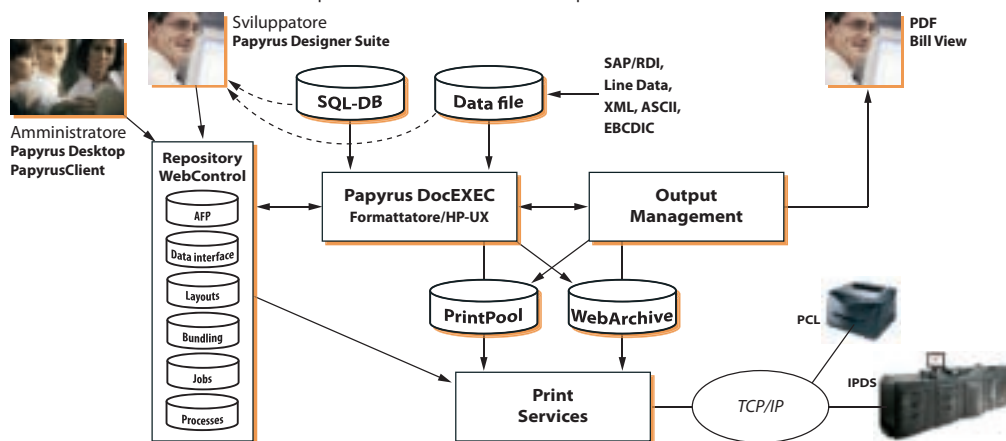 Sviluppatore
Papyrus Designer Suite
PDF
Bill View
Amministratore
Papyrus Desktop
PapyrusClient
SQL-DB
Data file
SAP/RDI,
Line Data,
XML, ASCII,
EBCDIC
Repository
WebControl
AFP
Data interface
Layouts
Bundling
Jobs
Processes
Papyrus DocEXEC
Formattatore/HP-UX
Output
Management
PrintPool
WebArchive
Print
Services
TCP/IP
PCL
IPDS